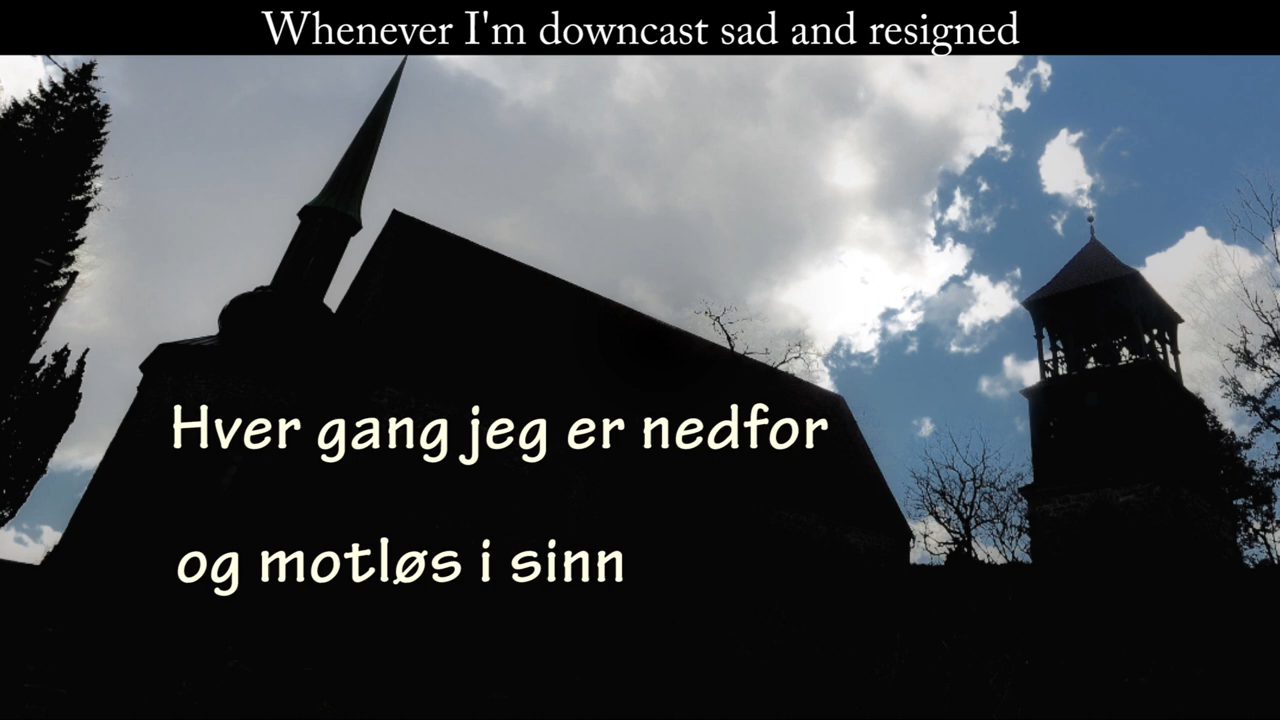 Whenever I'm downcast sad and resigned
Hver gang jeg er nedfor
og motløs i sinn